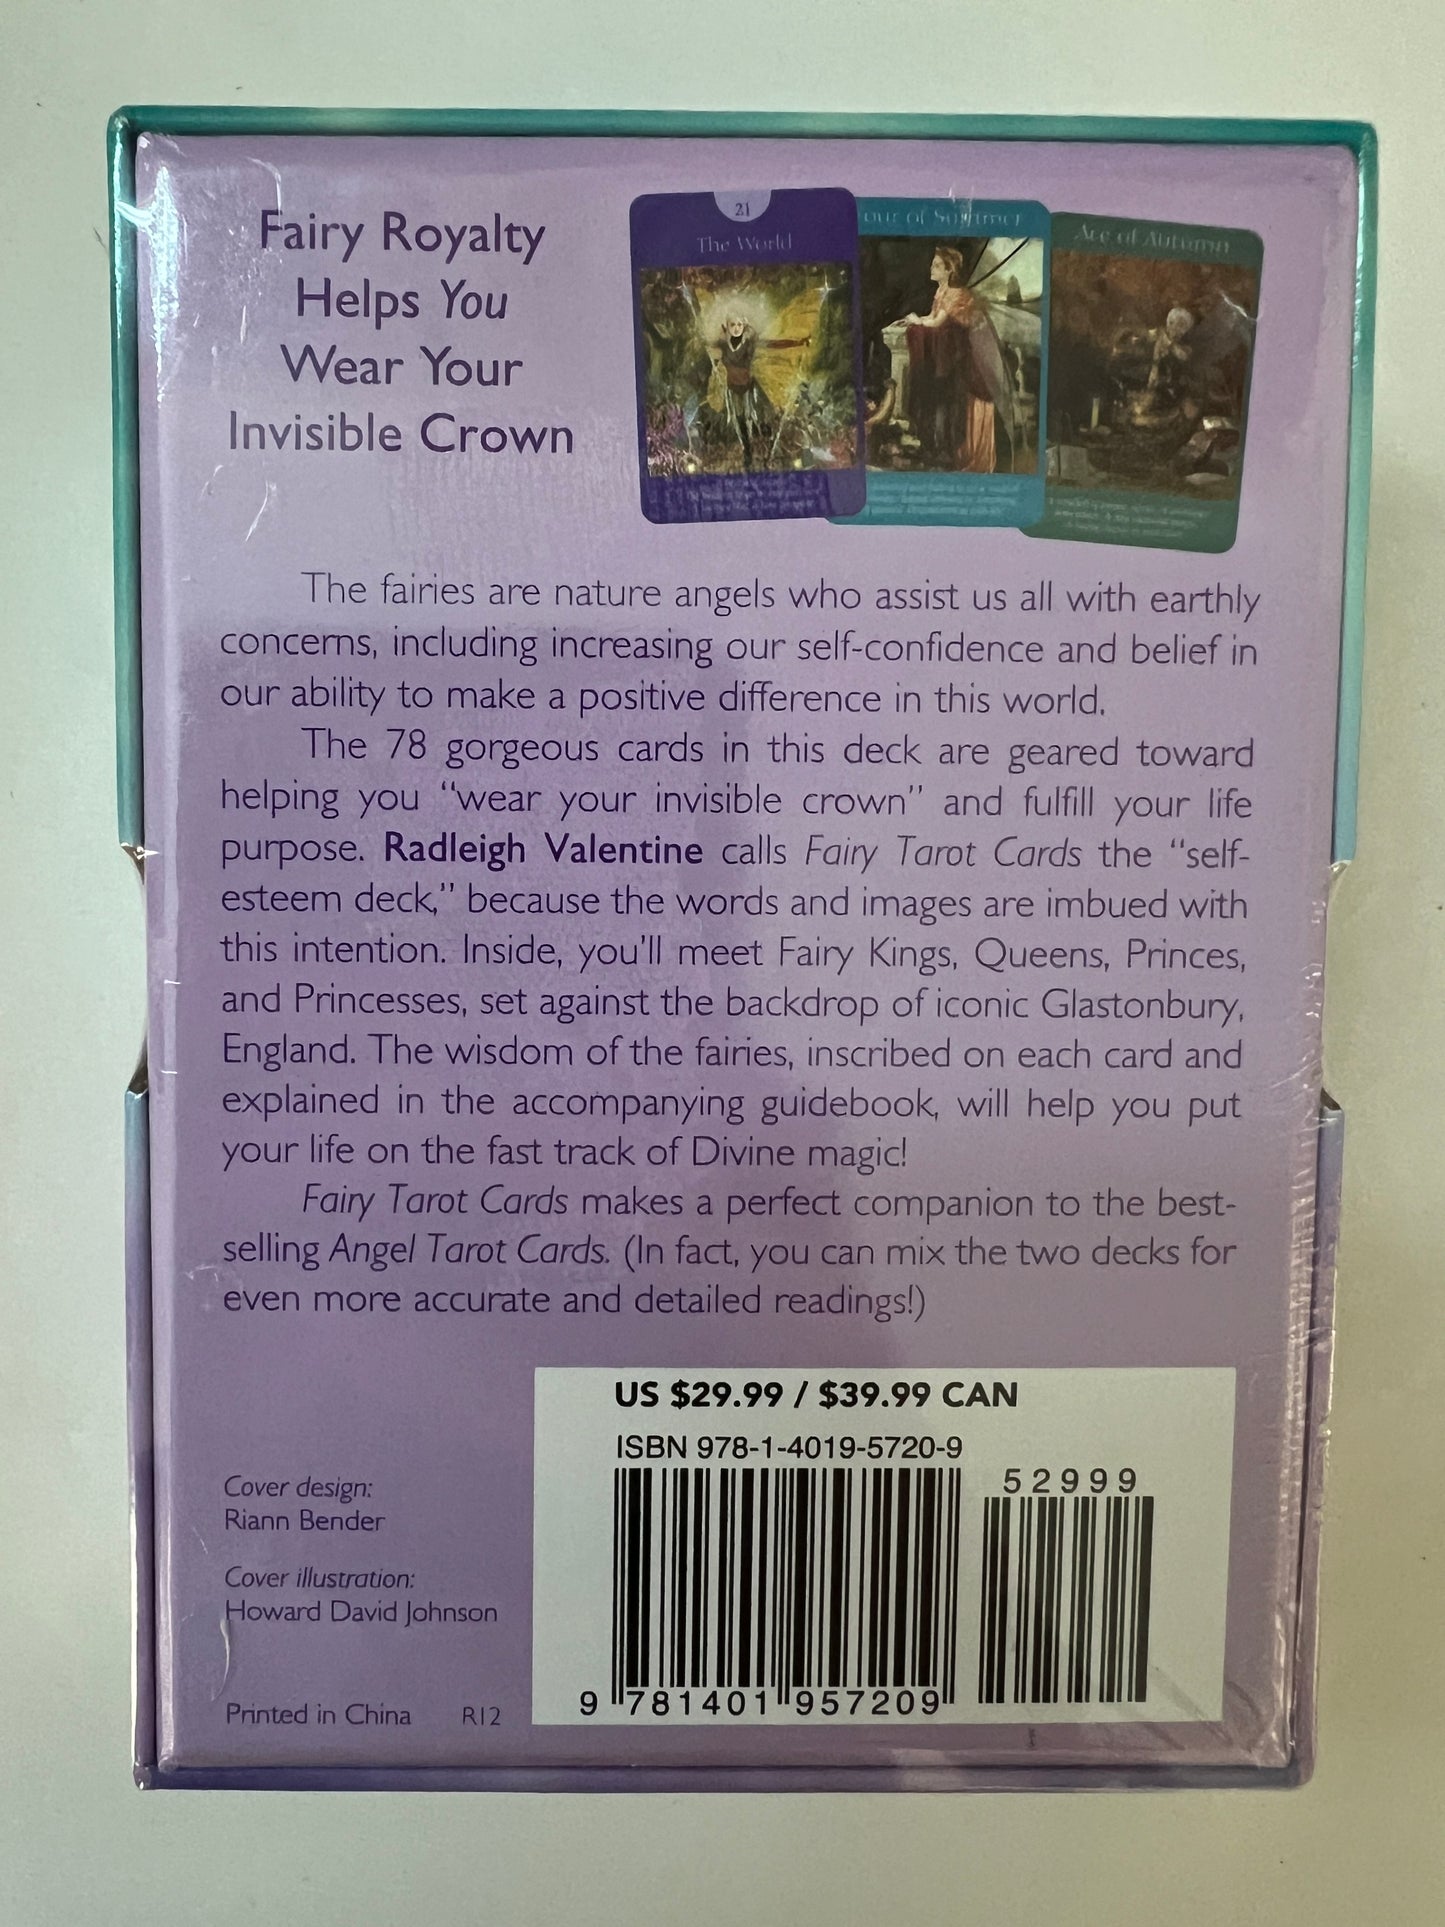 Fairy Royalty
Helps You
Wear Your
Invisible Crown
21
The World
our of Summer
Ace of Autumn
The fairies are nature angels who assist us all with earthly
concerns, including increasing our self-confidence and belief in
our ability to make a positive difference in this world.
The 78 gorgeous cards in this deck are geared toward
helping you “wear your invisible crown” and fulfill your life
purpose. Radleigh Valentine calls Fairy Tarot Cards the “self-
esteem deck,” because the words and images are imbued with
this intention. Inside, you’ll meet Fairy Kings, Queens, Princes,
and Princesses, set against the backdrop of iconic Glastonbury,
England. The wisdom of the fairies, inscribed on each card and
explained in the accompanying guidebook, will help you put
your life on the fast track of Divine magic!
Fairy Tarot Cards makes a perfect companion to the best-
selling Angel Tarot Cards. (In fact, you can mix the two decks for
even more accurate and detailed readings!)
US $29.99 / $39.99 CAN
ISBN 978-1-4019-5720-9
52999
9 781401 957209
Cover design:
Riann Bender
Cover illustration:
Howard David Johnson
Printed in China R12